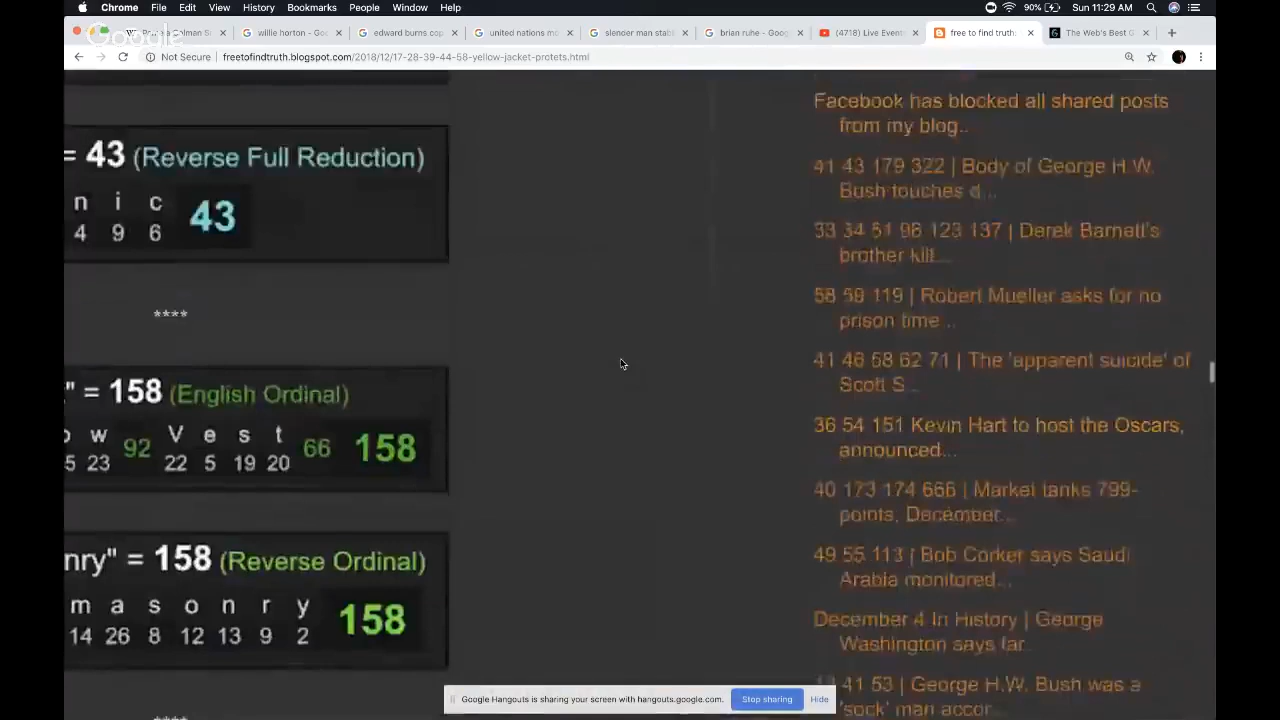 Chrome File Edit View History Bookmarks People Window Help 90% Sun 11:29 AM
Google
willie horton - Goo
edward burns cop
united nations mo
slender man stab
brian ruhe - Goog
(4718) Live Event
free to find truth:
The Web's Best G
Not Secure | freetofindtruth.blogspot.com/2018/12/17-28-39-44-58-yellow-jacket-protets.html
= 43 (Reverse Full Reduction)
n i c 43
4 9 6
****
" = 158 (English Ordinal)
w 92 V e s t 66 158
5 23 22 5 19 20
nry" = 158 (Reverse Ordinal)
m a s o n r y 158
14 26 8 12 13 9 2
****
Facebook has blocked all shared posts
from my blog...
41 43 179 322 | Body of George H.W.
Bush touches d...
33 34 51 98 123 137 | Derek Barnett's
brother kill...
58 59 119 | Robert Mueller asks for no
prison time ...
41 46 58 62 71 | The 'apparent suicide' of
Scott S...
36 54 151 Kevin Hart to host the Oscars,
announced...
40 173 174 666 | Market tanks 799-
points, December...
49 55 113 | Bob Corker says Saudi
Arabia monitored...
December 4 In History | George
Washington says far...
41 53 | George H.W. Bush was a
'sock' man accor...
Google Hangouts is sharing your screen with hangouts.google.com. Stop sharing Hide